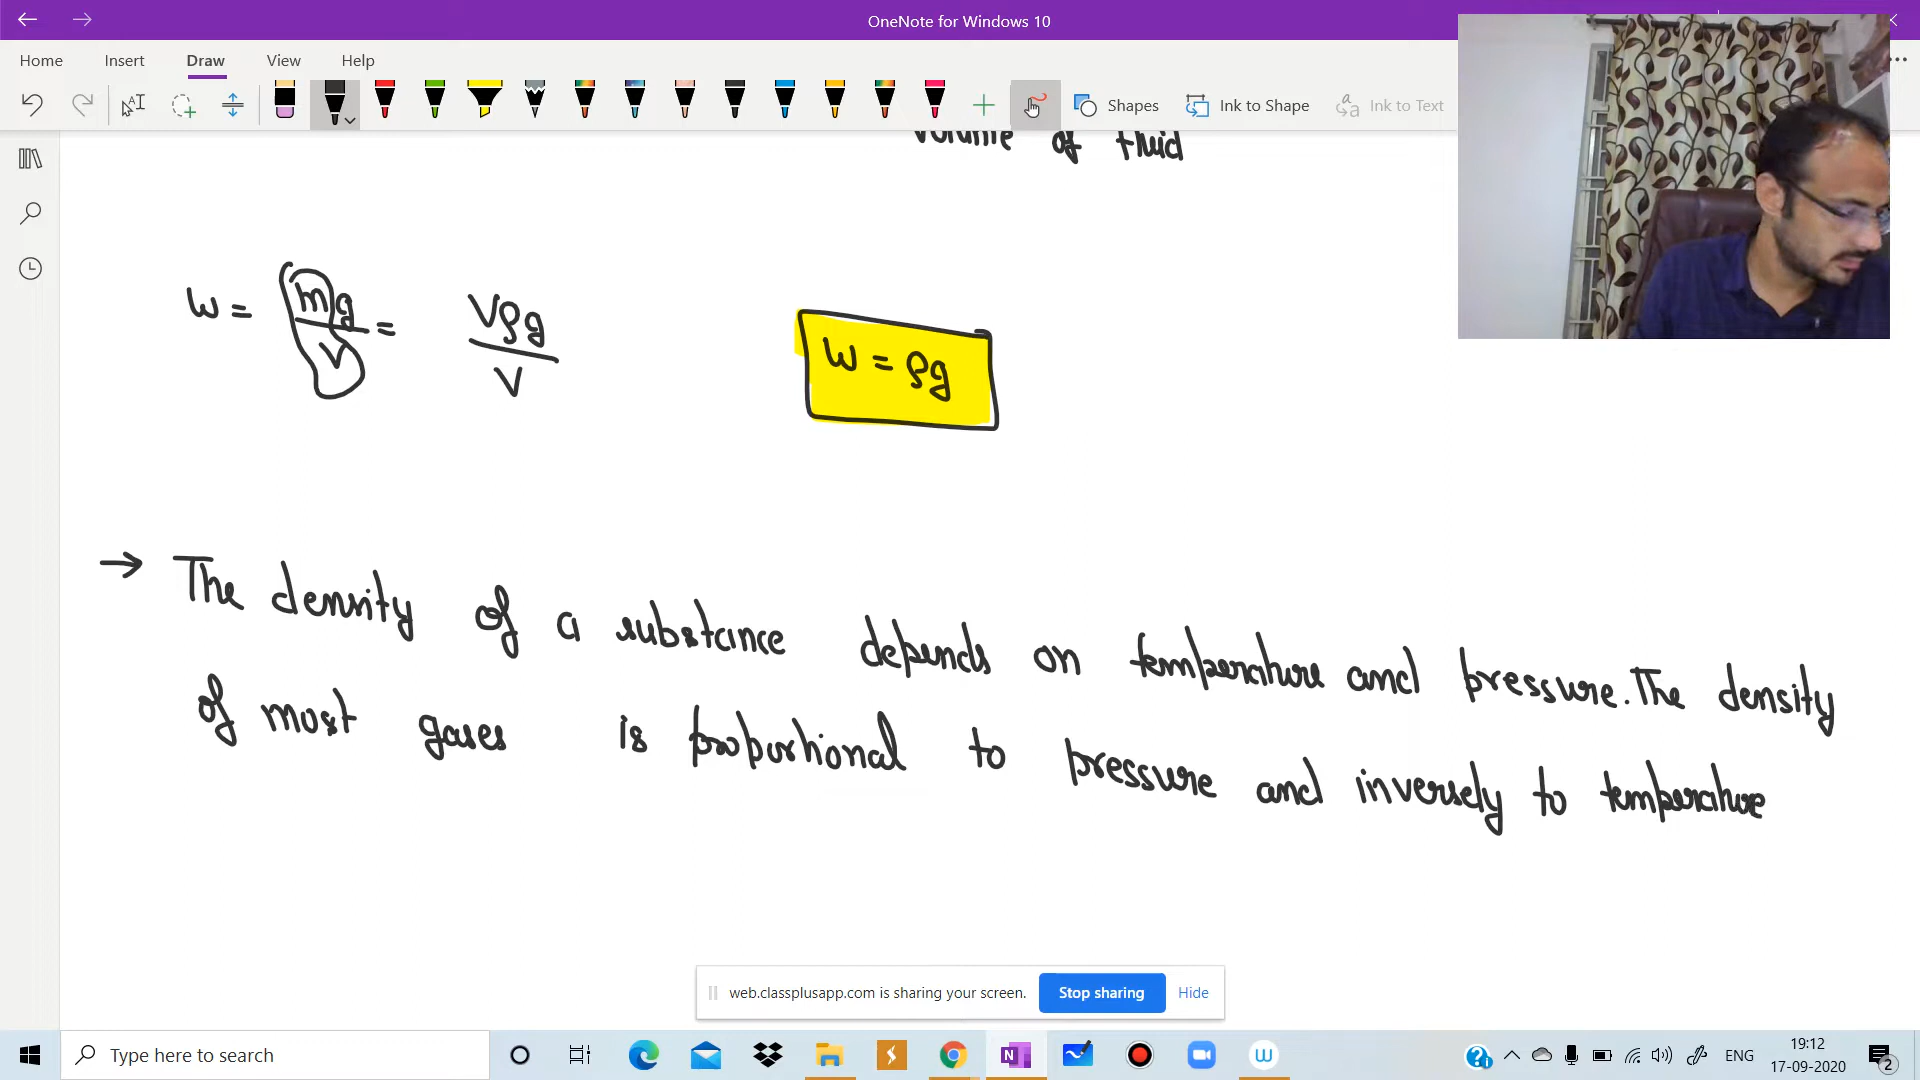 OneNote for Windows 10
Home Insert Draw View Help
Shapes Ink to Shape Ink to Text
volume of fluid
w = mg/V = Vρg/V
w = ρg
→ The density of a substance depends on temperature and pressure. The density
of most gases is proportional to pressure and inversely to temperature
web.classplusapp.com is sharing your screen. Stop sharing Hide
Type here to search
ENG
19:12
17-09-2020
2